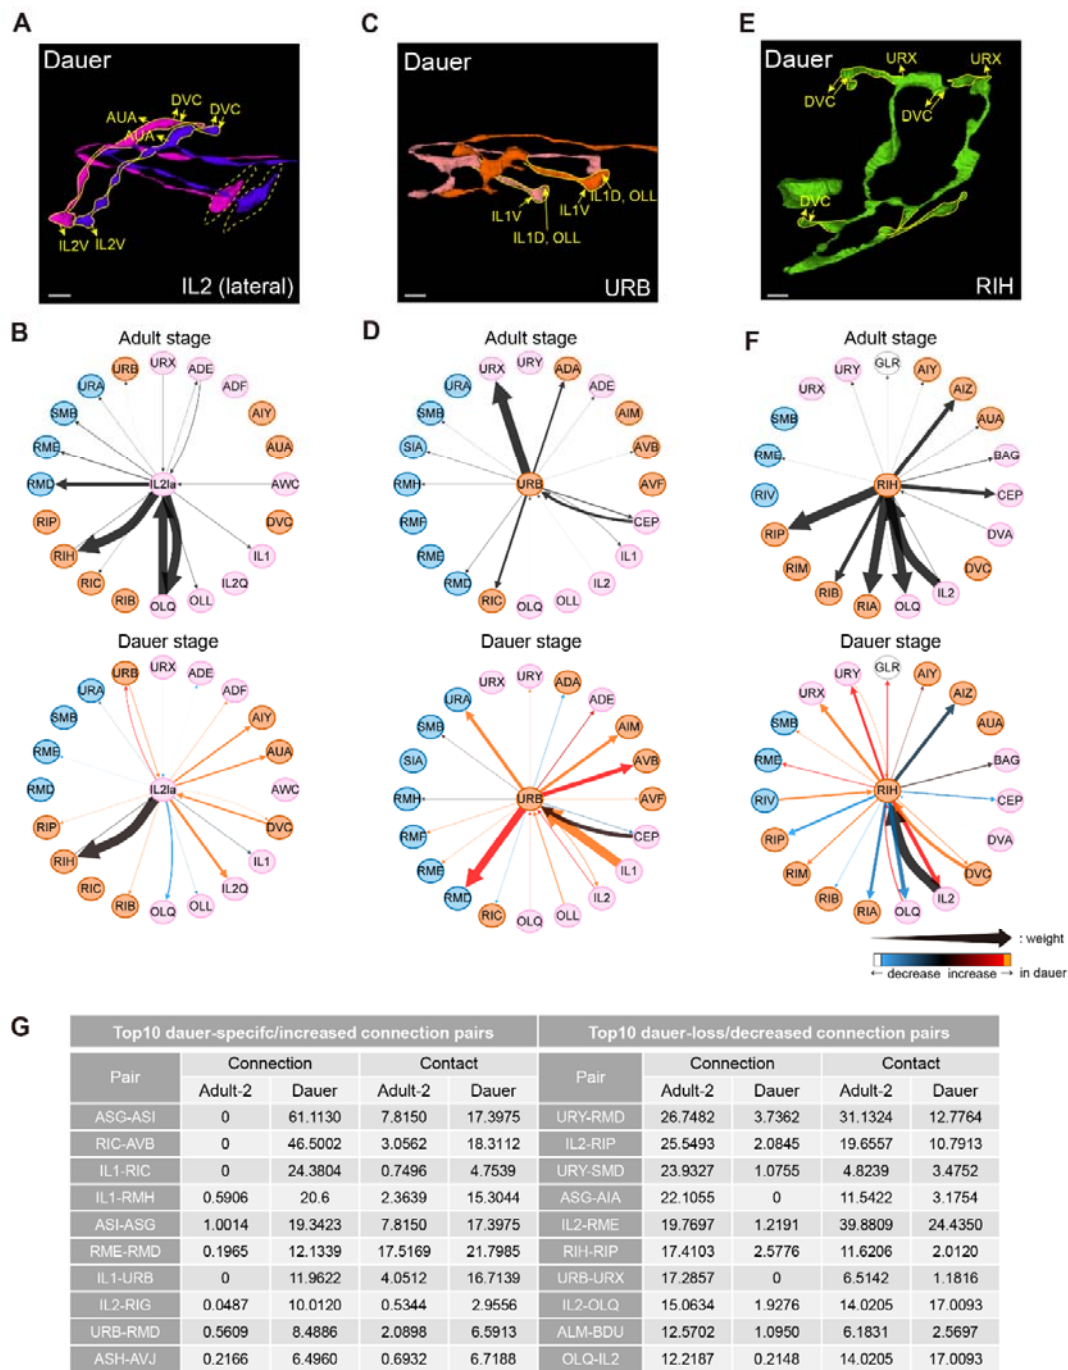 A
Dauer
AUA
DVC
DVC
AUA
IL2V
IL2V
IL2 (lateral)
C
Dauer
IL1V
IL1V
IL1D, OLL
IL1D, OLL
URB
E
Dauer
URX
URX
DVC
DVC
DVC
RIH
B
Adult stage
URX
ADE
ADF
AIY
AUA
AWC
DVC
IL1
IL2Q
OLL
OLQ
RIB
RIC
RIH
RIP
RMD
RME
SMB
URA
URB
IL2la
Dauer stage
URX
ADE
ADF
AIY
AUA
AWC
DVC
IL1
IL2Q
OLL
OLQ
RIB
RIC
RIH
RIP
RMD
RME
SMB
URA
URB
IL2la
D
Adult stage
URX
URY
ADA
ADE
AIM
AVB
AVF
CEP
IL1
IL2
OLL
OLQ
RIC
RMD
RME
RMF
RMH
SIA
SMB
URA
URB
Dauer stage
URX
URY
ADA
ADE
AIM
AVB
AVF
CEP
IL1
IL2
OLL
OLQ
RIC
RMD
RME
RMF
RMH
SIA
SMB
URA
URB
F
Adult stage
GLR
AIY
AIZ
AUA
BAG
CEP
DVA
DVC
IL2
OLQ
RIA
RIB
RIM
RIP
RIV
RME
SMB
URX
URY
RIH
Dauer stage
GLR
AIY
AIZ
AUA
BAG
CEP
DVA
DVC
IL2
OLQ
RIA
RIB
RIM
RIP
RIV
RME
SMB
URX
URY
RIH
: weight
← decrease increase → in dauer
G
Top10 dauer-specifc/increased connection pairs Top10 dauer-loss/decreased connection pairs
Pair Connection Contact Pair Connection Contact
Adult-2 Dauer Adult-2 Dauer Adult-2 Dauer Adult-2 Dauer
ASG-ASI 0 61.1130 7.8150 17.3975 URY-RMD 26.7482 3.7362 31.1324 12.7764
RIC-AVB 0 46.5002 3.0562 18.3112 IL2-RIP 25.5493 2.0845 19.6557 10.7913
IL1-RIC 0 24.3804 0.7496 4.7539 URY-SMD 23.9327 1.0755 4.8239 3.4752
IL1-RMH 0.5906 20.6 2.3639 15.3044 ASG-AIA 22.1055 0 11.5422 3.1754
ASI-ASG 1.0014 19.3423 7.8150 17.3975 IL2-RME 19.7697 1.2191 39.8809 24.4350
RME-RMD 0.1965 12.1339 17.5169 21.7985 RIH-RIP 17.4103 2.5776 11.6206 2.0120
IL1-URB 0 11.9622 4.0512 16.7139 URB-URX 17.2857 0 6.5142 1.1816
IL2-RIG 0.0487 10.0120 0.5344 2.9556 IL2-OLQ 15.0634 1.9276 14.0205 17.0093
URB-RMD 0.5609 8.4886 2.0898 6.5913 ALM-BDU 12.5702 1.0950 6.1831 2.5697
ASH-AVJ 0.2166 6.4960 0.6932 6.7188 OLQ-IL2 12.2187 0.2148 14.0205 17.0093